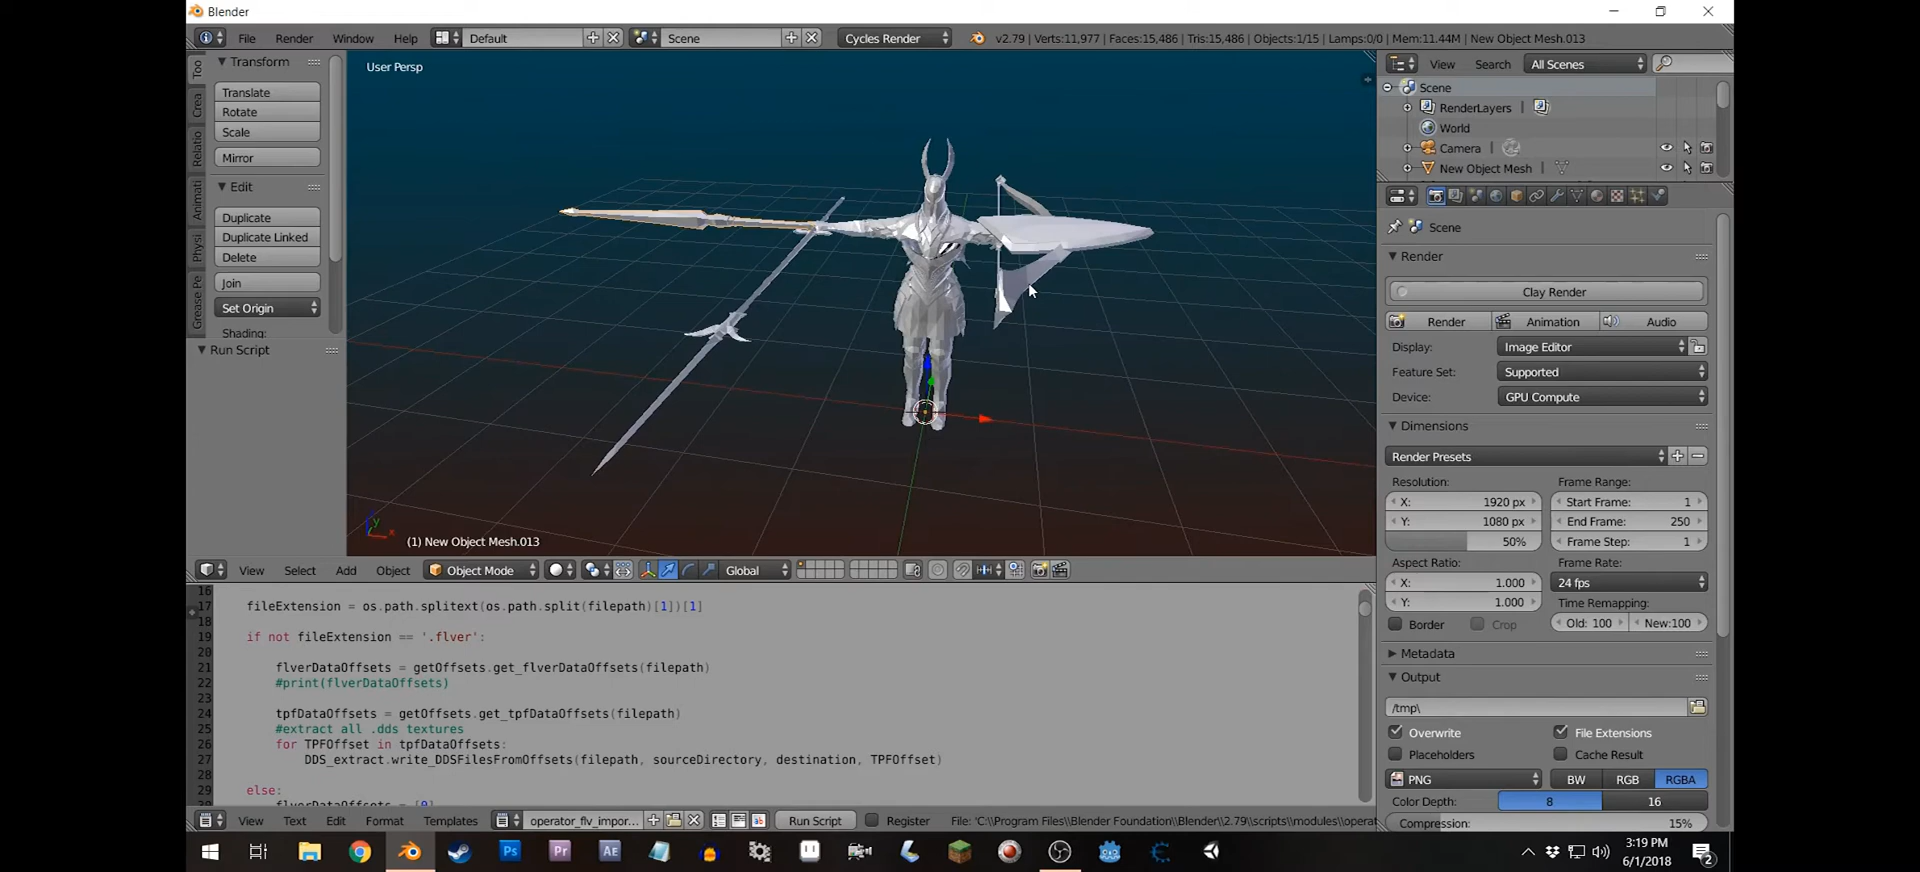 Blender
File Render Window Help Default Scene Cycles Render v2.79 | Verts:11,977 | Faces:15,486 | Tris:15,486 | Objects:1/15 | Lamps:0/0 | Mem:11.44M | New Object Mesh.013
Transform
Translate
Rotate
Scale
Mirror
Edit
Duplicate
Duplicate Linked
Delete
Join
Set Origin
Shading:
Run Script
Too
Crea
Relatio
Animati
Physi
Grease Pe
User Persp
y
x
(1) New Object Mesh.013
View Select Add Object Object Mode Global
16
17 fileExtension = os.path.splitext(os.path.split(filepath)[1])[1]
18
19 if not fileExtension == '.flver':
20
21 flverDataOffsets = getOffsets.get_flverDataOffsets(filepath)
22 #print(flverDataOffsets)
23
24 tpfDataOffsets = getOffsets.get_tpfDataOffsets(filepath)
25 #extract all .dds textures
26 for TPFOffset in tpfDataOffsets:
27 DDS_extract.write_DDSFilesFromOffsets(filepath, sourceDirectory, destination, TPFOffset)
28
29 else:
30 flverDataOffsets = [0]
View Text Edit Format Templates operator_flv_impor... Run Script Register File: 'C:\\Program Files\\Blender Foundation\\Blender\\2.79\\scripts\\modules\\operat
View Search All Scenes
Scene
RenderLayers
World
Camera
New Object Mesh
Scene
Render
Clay Render
Render Animation Audio
Display: Image Editor
Feature Set: Supported
Device: GPU Compute
Dimensions
Render Presets
Resolution: Frame Range:
X: 1920 px Start Frame: 1
Y: 1080 px End Frame: 250
50% Frame Step: 1
Aspect Ratio: Frame Rate:
X: 1.000 24 fps
Y: 1.000 Time Remapping:
Border Crop Old: 100 New:100
Metadata
Output
/tmp\
Overwrite File Extensions
Placeholders Cache Result
PNG BW RGB RGBA
Color Depth: 8 16
Compression: 15%
Ps Pr Ae
3:19 PM
6/1/2018
2